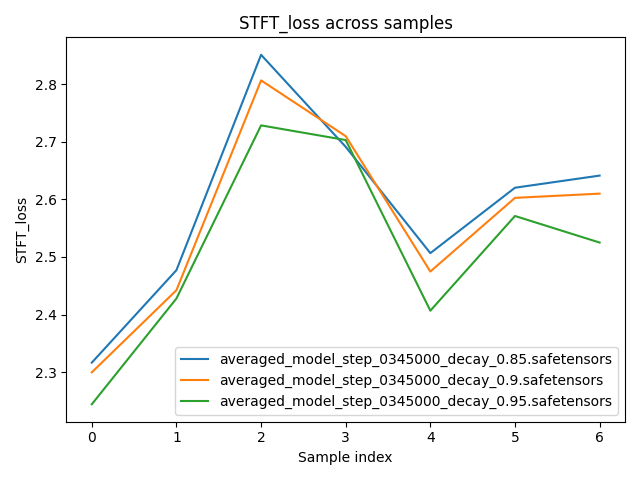 STFT_loss across samples
STFT_loss
2.8
2.7
2.6
2.5
2.4
2.3
averaged_model_step_0345000_decay_0.85.safetensors
averaged_model_step_0345000_decay_0.9.safetensors
averaged_model_step_0345000_decay_0.95.safetensors
0 1 2 3 4 5 6
Sample index